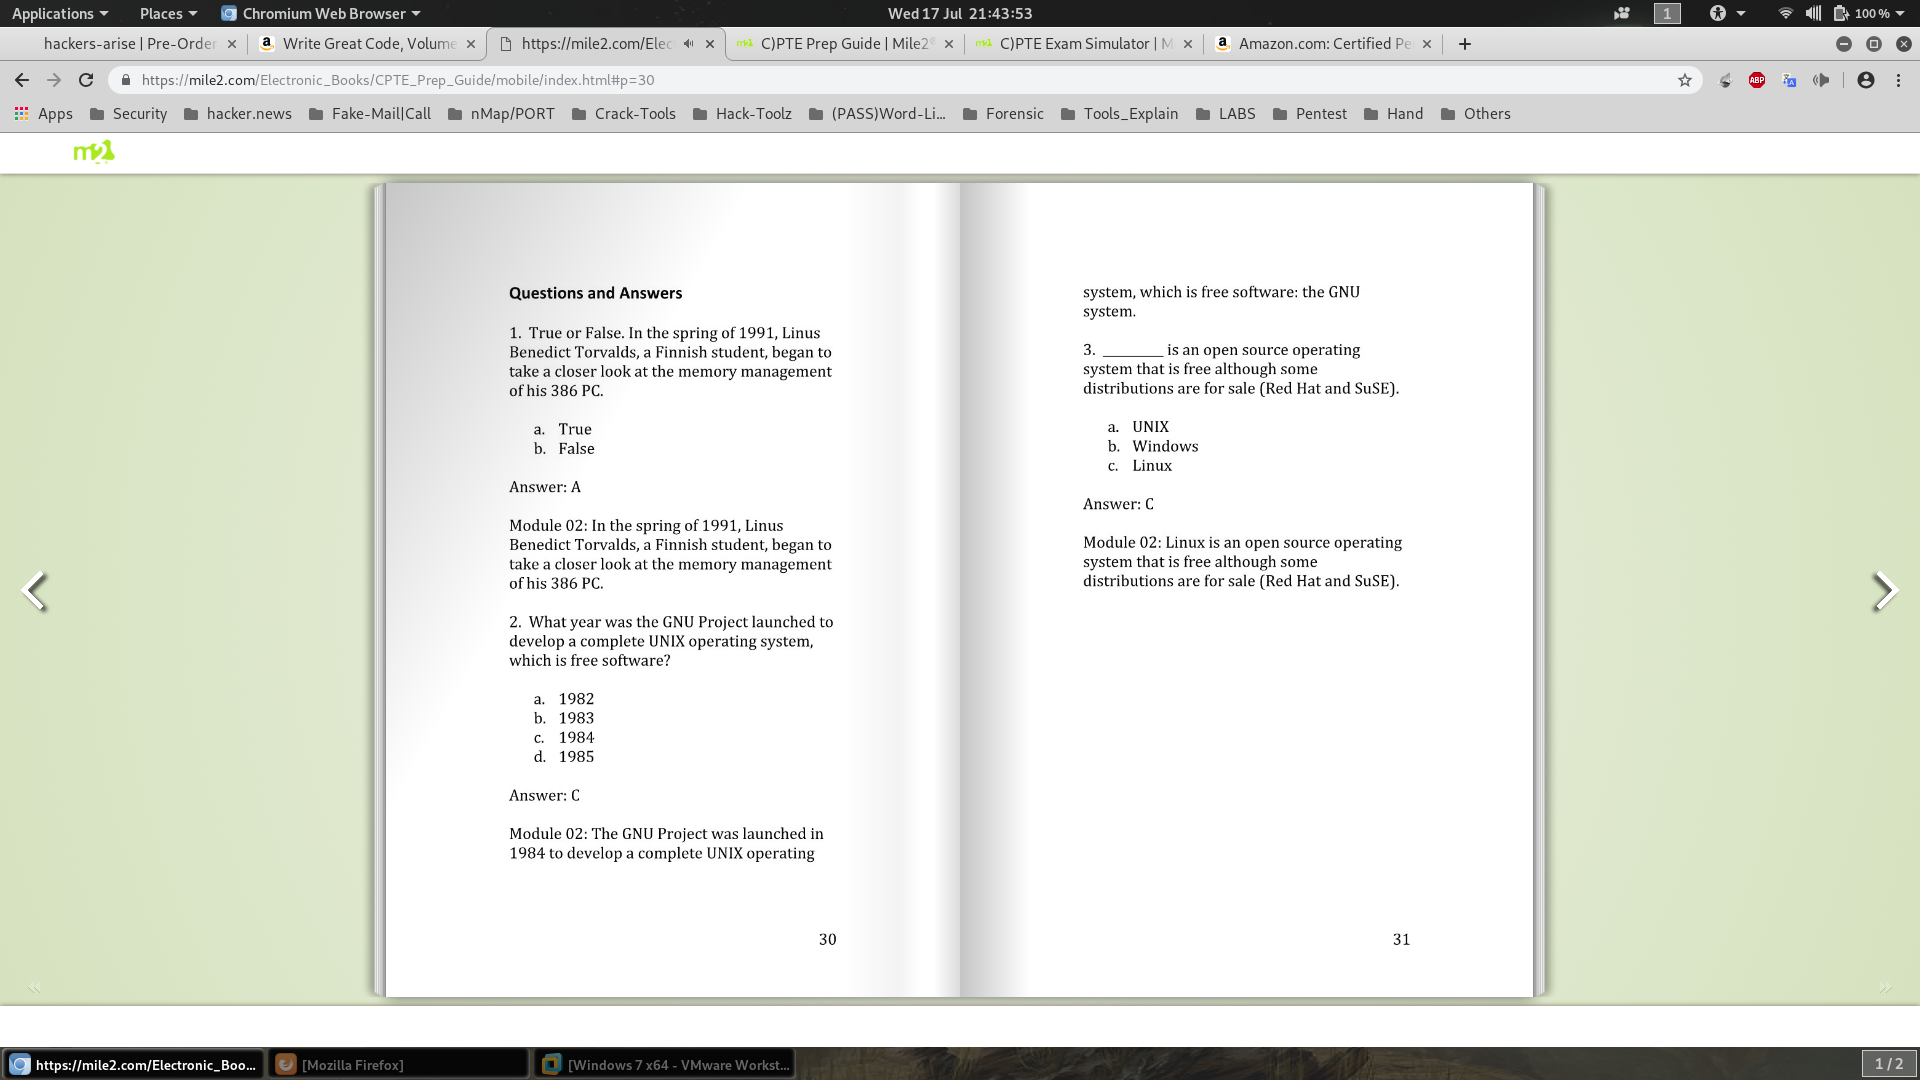 Applications
Places
Chromium Web Browser
Wed 17 Jul 21:43:53
1
100 %
hackers-arise | Pre-Order
Write Great Code, Volume
https://mile2.com/Elec
C)PTE Prep Guide | Mile2
C)PTE Exam Simulator | M
Amazon.com: Certified Pe
https://mile2.com/Electronic_Books/CPTE_Prep_Guide/mobile/index.html#p=30
ABP
Apps
Security
hacker.news
Fake-Mail|Call
nMap/PORT
Crack-Tools
Hack-Toolz
(PASS)Word-Li...
Forensic
Tools_Explain
LABS
Pentest
Hand
Others
m2
Questions and Answers
1. True or False. In the spring of 1991, Linus
Benedict Torvalds, a Finnish student, began to
take a closer look at the memory management
of his 386 PC.
a. True
b. False
Answer: A
Module 02: In the spring of 1991, Linus
Benedict Torvalds, a Finnish student, began to
take a closer look at the memory management
of his 386 PC.
2. What year was the GNU Project launched to
develop a complete UNIX operating system,
which is free software?
a. 1982
b. 1983
c. 1984
d. 1985
Answer: C
Module 02: The GNU Project was launched in
1984 to develop a complete UNIX operating
30
system, which is free software: the GNU
system.
3. ________ is an open source operating
system that is free although some
distributions are for sale (Red Hat and SuSE).
a. UNIX
b. Windows
c. Linux
Answer: C
Module 02: Linux is an open source operating
system that is free although some
distributions are for sale (Red Hat and SuSE).
31
https://mile2.com/Electronic_Boo...
[Mozilla Firefox]
[Windows 7 x64 - VMware Workst...
1 / 2